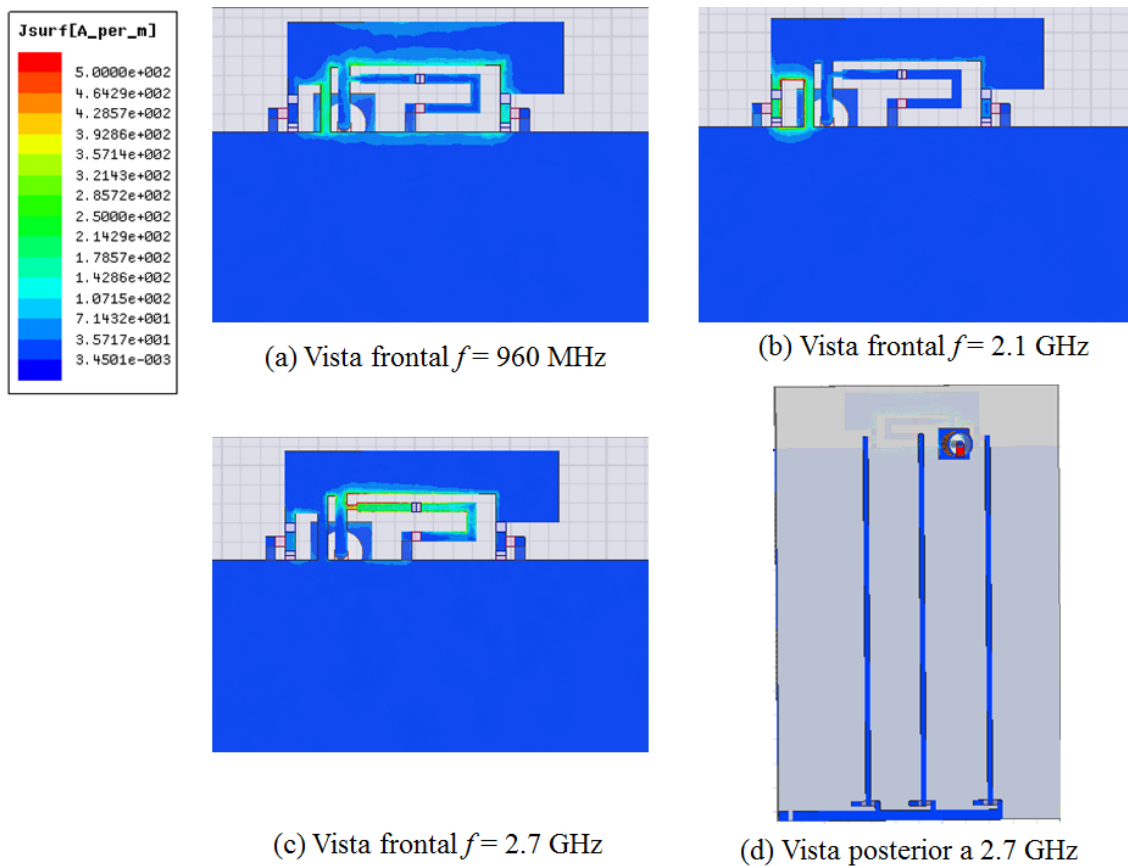 Jsurf[A_per_m]
5.0000e+002
4.6429e+002
4.2857e+002
3.9286e+002
3.5714e+002
3.2143e+002
2.8572e+002
2.5000e+002
2.1429e+002
1.7857e+002
1.4286e+002
1.0715e+002
7.1432e+001
3.5717e+001
3.4501e-003
(a) Vista frontal f = 960 MHz
(b) Vista frontal f = 2.1 GHz
(c) Vista frontal f = 2.7 GHz
(d) Vista posterior a 2.7 GHz